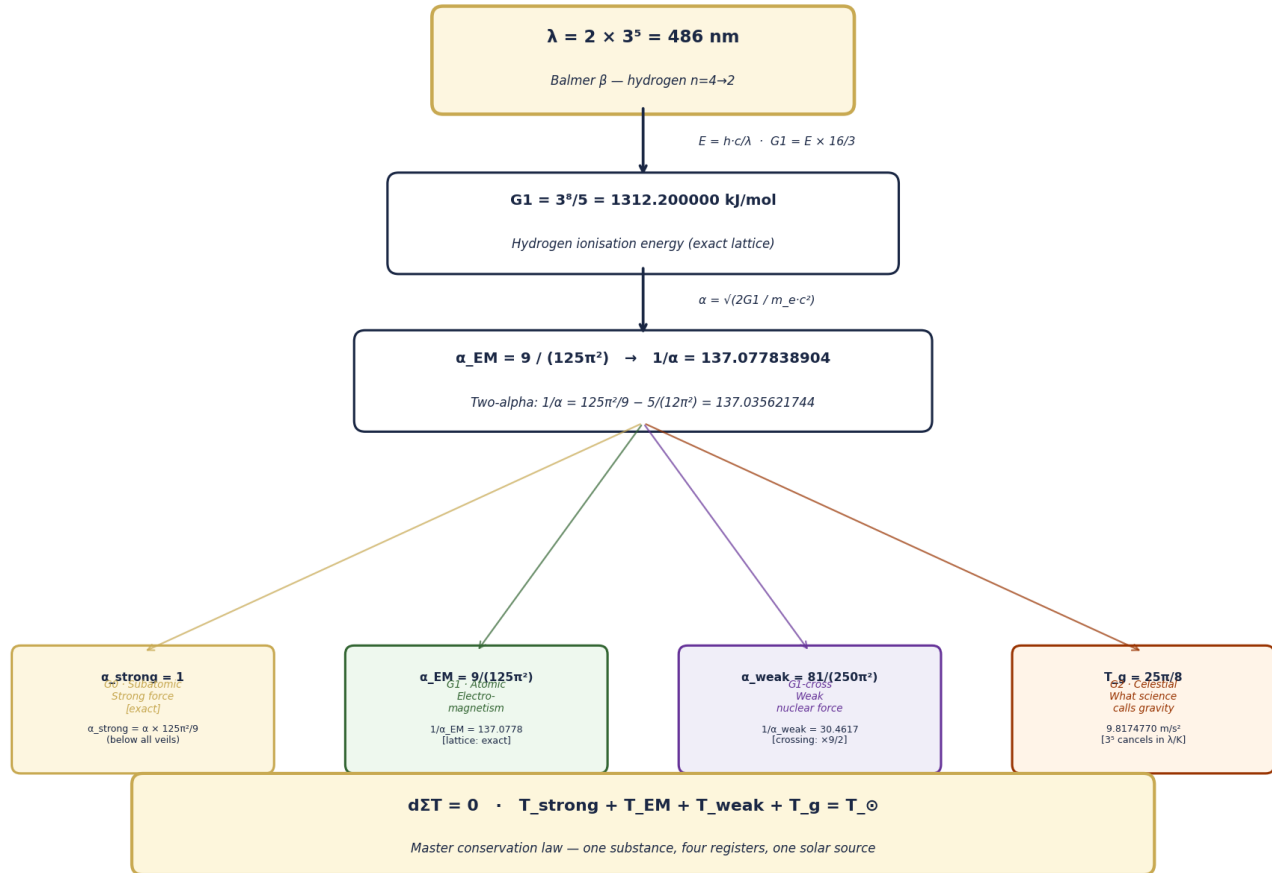 λ = 2 × 3⁵ = 486 nm
Balmer β — hydrogen n=4→2
E = h·c/λ · G1 = E × 16/3
G1 = 3⁸/5 = 1312.200000 kJ/mol
Hydrogen ionisation energy (exact lattice)
α = √(2G1 / m_e·c²)
α_EM = 9 / (125π²) → 1/α = 137.077838904
Two-alpha: 1/α = 125π²/9 − 5/(12π²) = 137.035621744
α_strong = 1
G0 · Subatomic
Strong force
[exact]
α_strong = α × 125π²/9
(below all veils)
α_EM = 9/(125π²)
G1 · Atomic
Electro-
magnetism
1/α_EM = 137.0778
[lattice: exact]
α_weak = 81/(250π²)
G1-cross
Weak
nuclear force
1/α_weak = 30.4617
[crossing: ×9/2]
T_g = 25π/8
G2 · Celestial
What science
calls gravity
9.8174770 m/s²
[3⁵ cancels in λ/K]
dΣT = 0 · T_strong + T_EM + T_weak + T_g = T_⊙
Master conservation law — one substance, four registers, one solar source